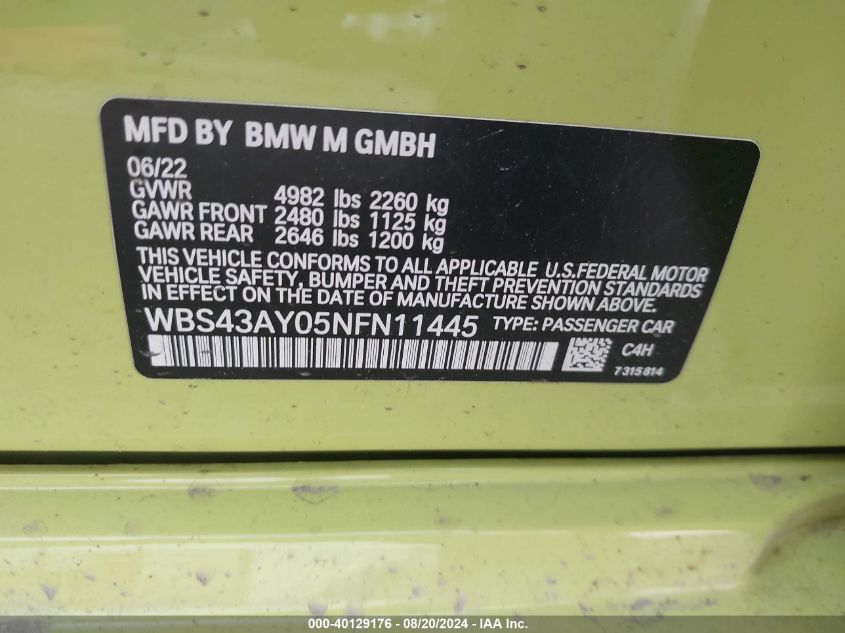 MFD BY BMW M GMBH
06/22
GVWR 4982 lbs 2260 kg
GAWR FRONT 2480 lbs 1125 kg
GAWR REAR 2646 lbs 1200 kg
THIS VEHICLE CONFORMS TO ALL APPLICABLE U.S.FEDERAL MOTOR
VEHICLE SAFETY, BUMPER AND THEFT PREVENTION STANDARDS
IN EFFECT ON THE DATE OF MANUFACTURE SHOWN ABOVE.
WBS43AY05NFN11445 TYPE: PASSENGER CAR
C4H
7315814
000-40129176 - 08/20/2024 - IAA Inc.